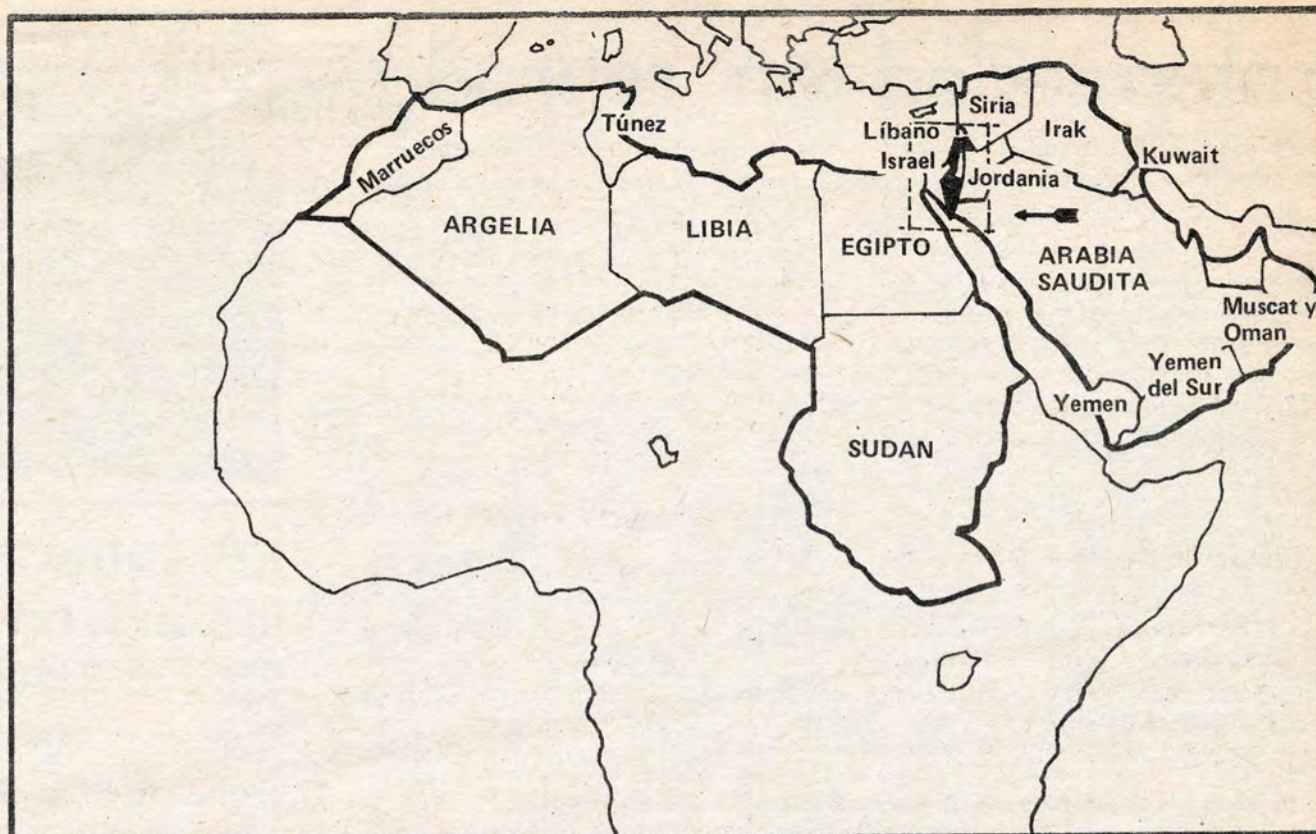 Siria
Túnez
Líbano
Irak
Marruecos
Israel
Kuwait
Jordania
ARGELIA
LIBIA
EGIPTO
ARABIA
SAUDITA
Muscat y
Oman
Yemen
del Sur
Yemen
SUDAN